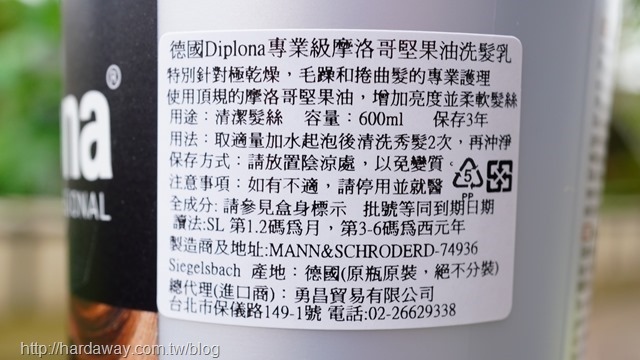 德國Diplona專業級摩洛哥堅果油洗髮乳
特別針對極乾燥，毛躁和捲曲髮的專業護理
使用頂規的摩洛哥堅果油，增加亮度並柔軟髮絲
用途：清潔髮絲　容量：600ml　保存3年
用法：取適量加水起泡後清洗秀髮2次，再沖淨
保存方式：請放置陰涼處，以免變質。
注意事項：如有不適，請停用並就醫
5
PP
全成分: 請參見盒身標示　批號等同到期日期
讀法:SL 第1.2碼爲月，第3-6碼爲西元年
製造商及地址:MANN&SCHRODERD-74936
Siegelsbach 產地：德國(原瓶原裝，絕不分裝)
總代理(進口商)：勇昌貿易有限公司
台北市保儀路149-1號 電話:02-26629338
na®
SIONAL
http://hardaway.com.tw/blog